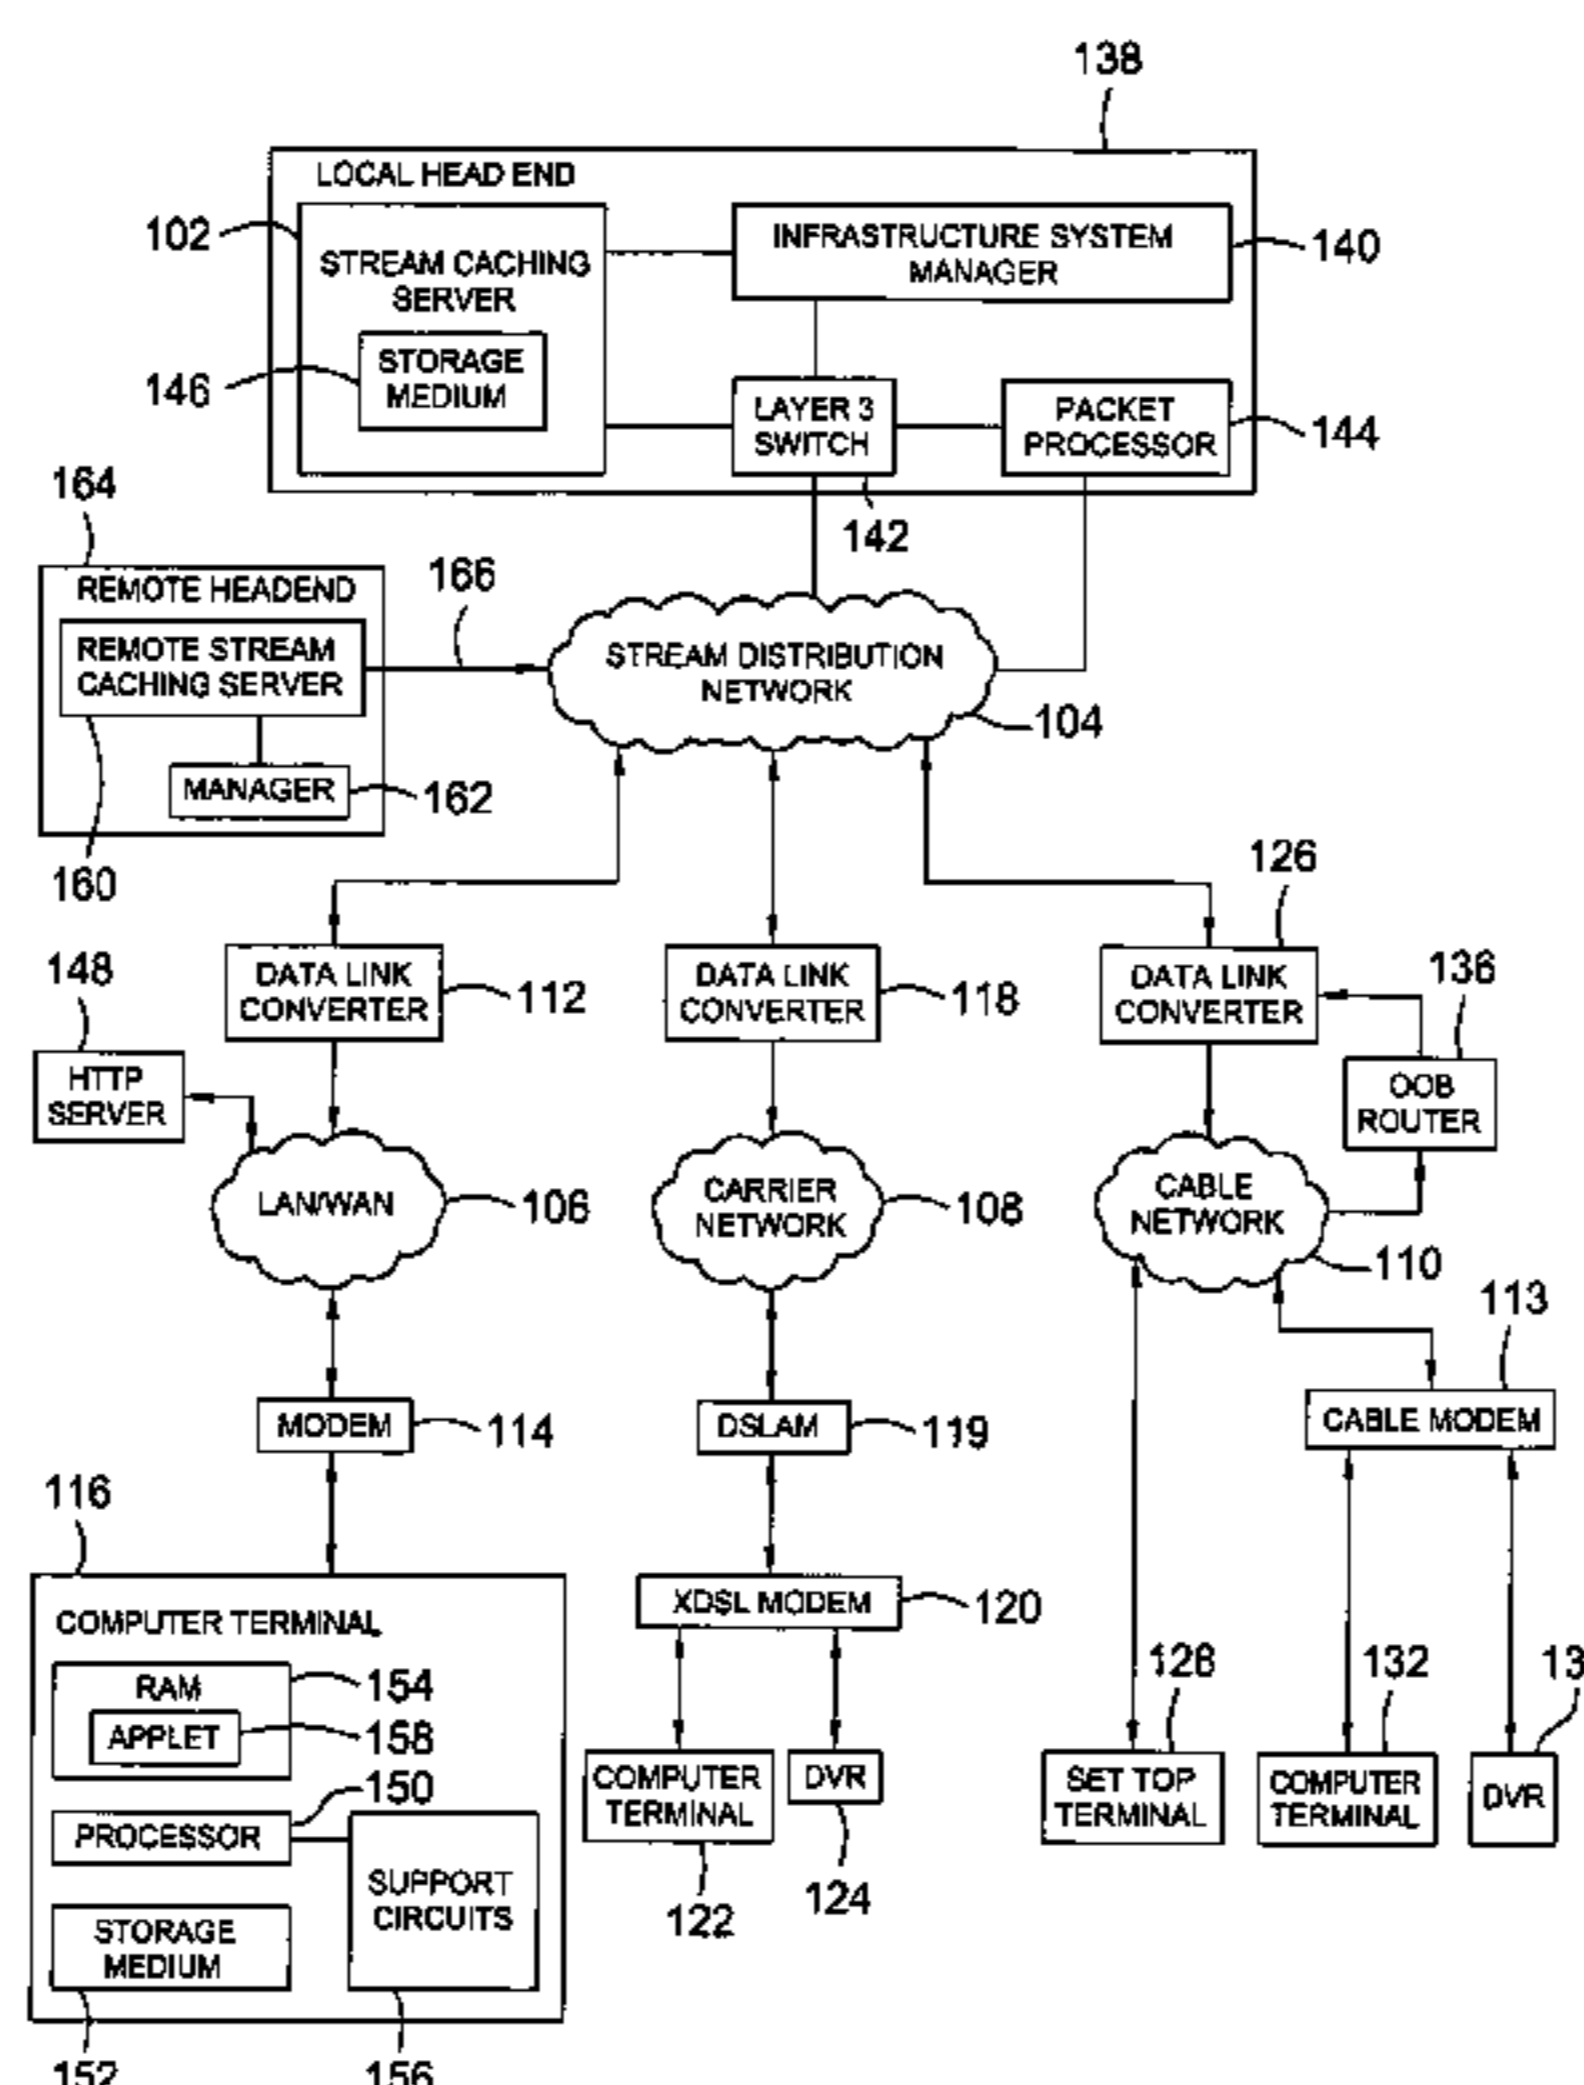 138
LOCAL HEAD END
102
STREAM CACHING
SERVER
INFRASTRUCTURE SYSTEM
MANAGER
140
146
STORAGE
MEDIUM
LAYER 3
SWITCH
PACKET
PROCESSOR
144
142
164
REMOTE HEADEND
166
REMOTE STREAM
CACHING SERVER
STREAM DISTRIBUTION
NETWORK
104
MANAGER
162
160
126
148
DATA LINK
CONVERTER
112
DATA LINK
CONVERTER
118
DATA LINK
CONVERTER
136
HTTP
SERVER
OOB
ROUTER
LAN/WAN
106
CARRIER
NETWORK
108
CABLE
NETWORK
110
113
MODEM
114
DSLAM
119
CABLE MODEM
116
COMPUTER TERMINAL
XDSL MODEM
120
RAM
154
APPLET
158
128
132
13
150
PROCESSOR
COMPUTER
TERMINAL
DVR
SET TOP
TERMINAL
COMPUTER
TERMINAL
DVR
SUPPORT
CIRCUITS
122
124
STORAGE
MEDIUM
152
156